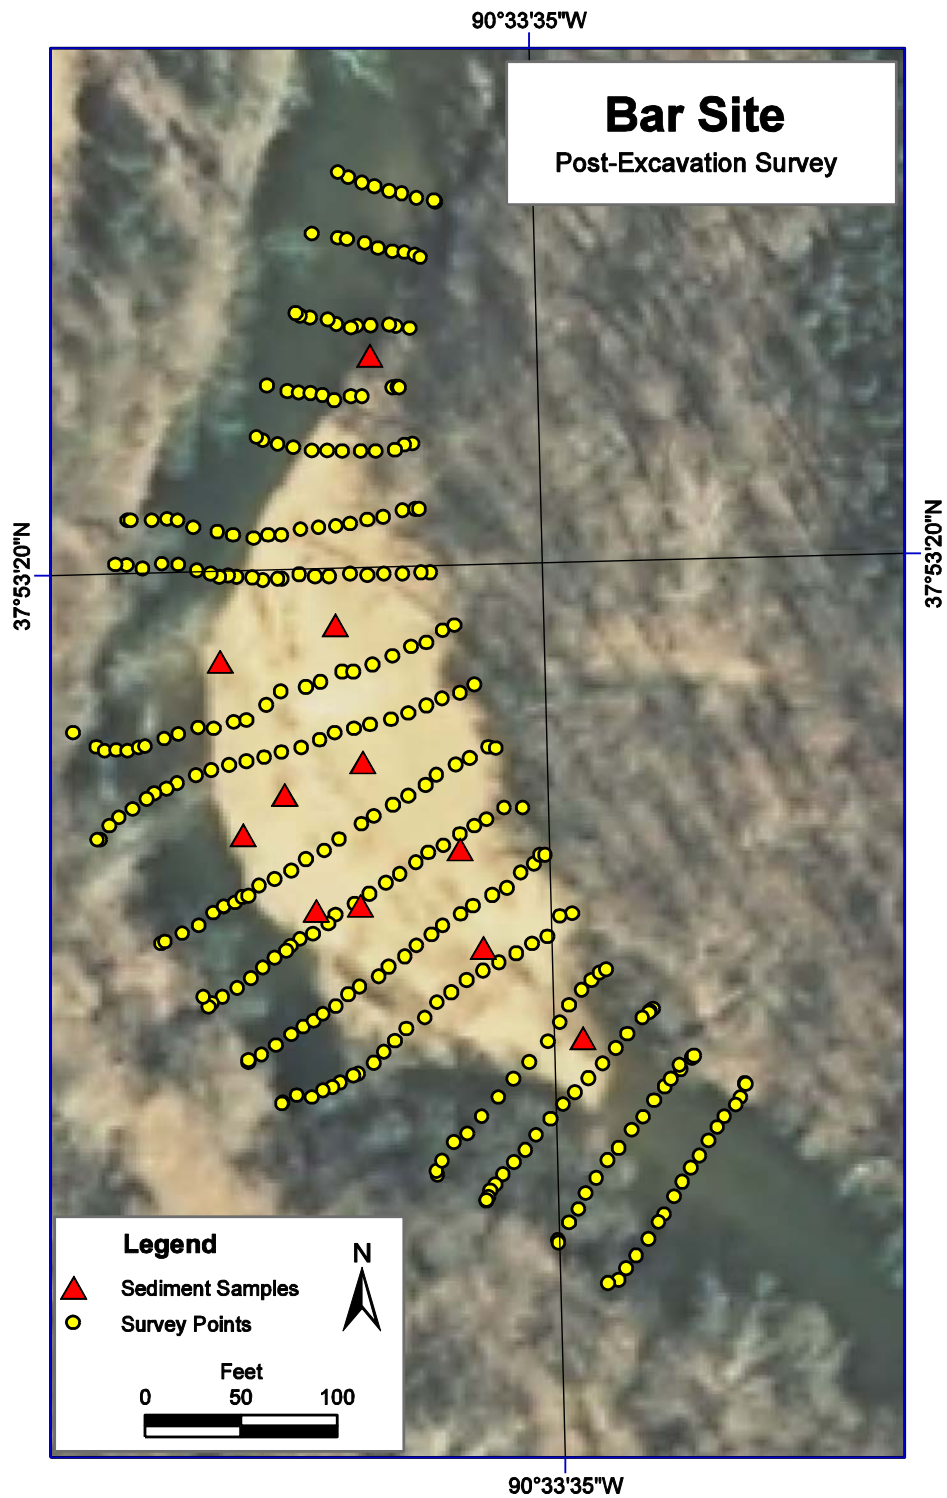 90°33'35"W
Bar Site
Post-Excavation Survey
37°53'20"N
37°53'20"N
Legend
N
Sediment Samples
Survey Points
Feet
0 50 100
90°33'35"W